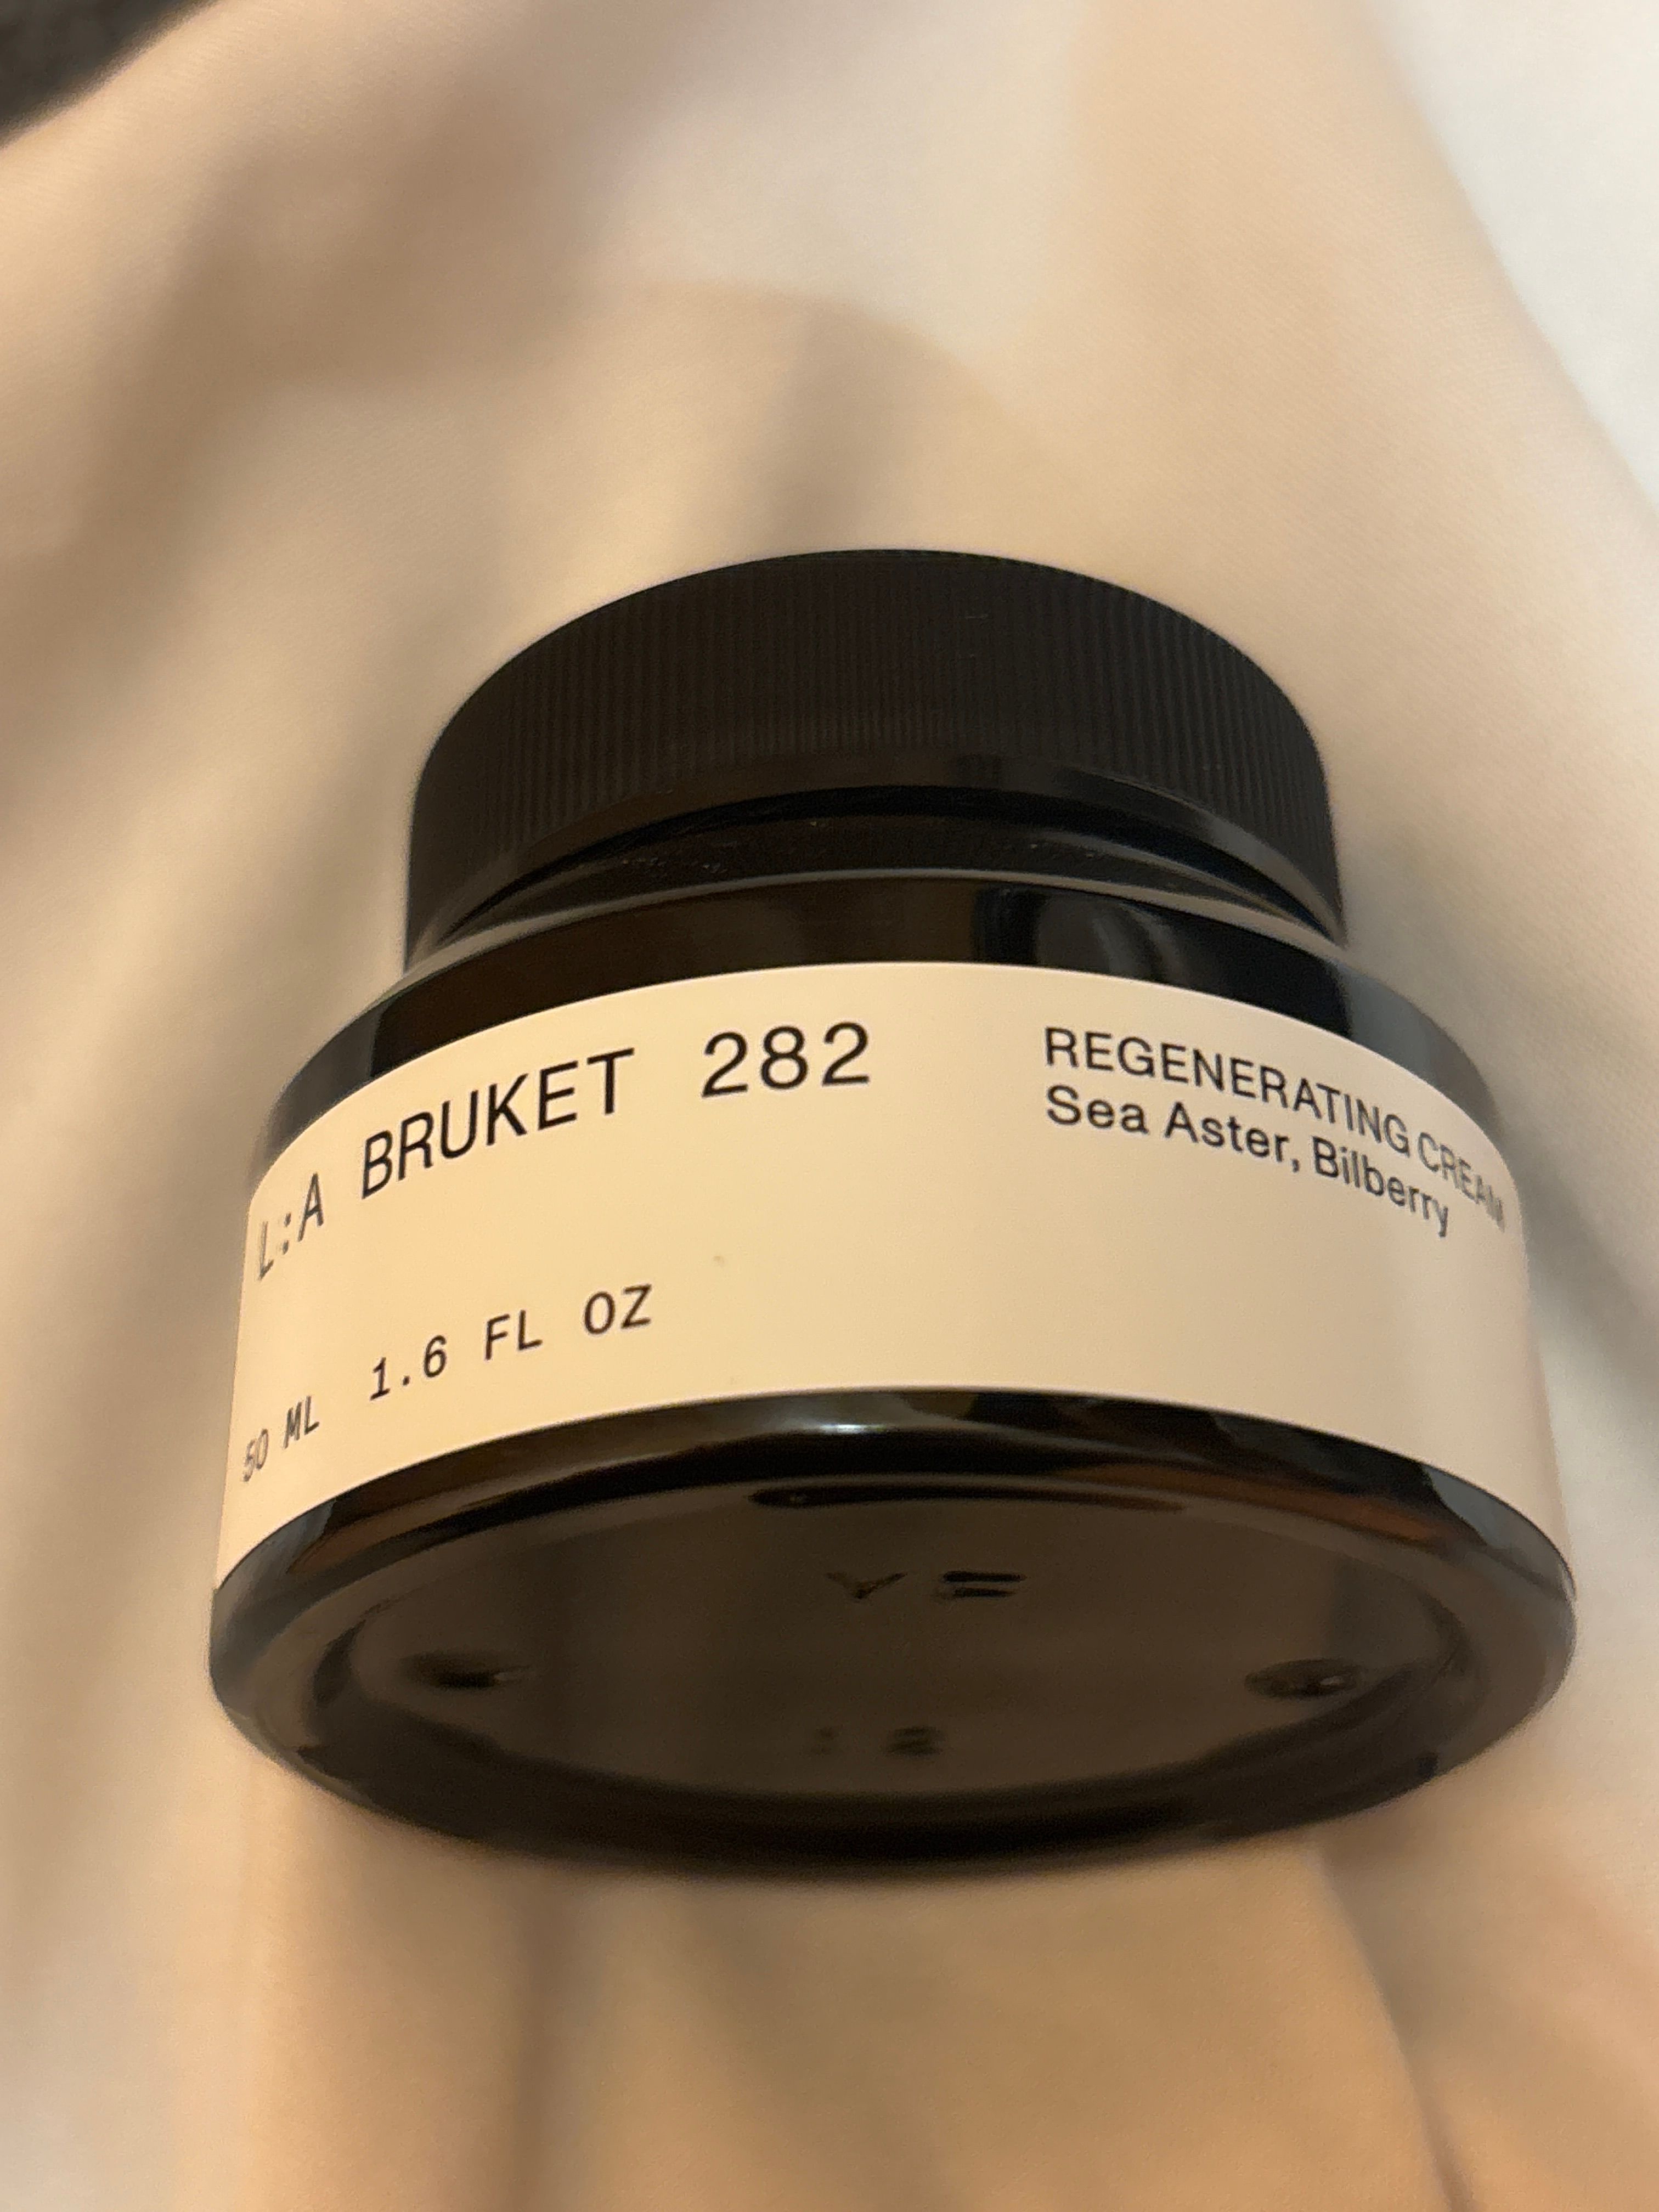 L:A BRUKET 282
REGENERATING CREAM
Sea Aster, Bilberry
50 ML 1.6 FL OZ